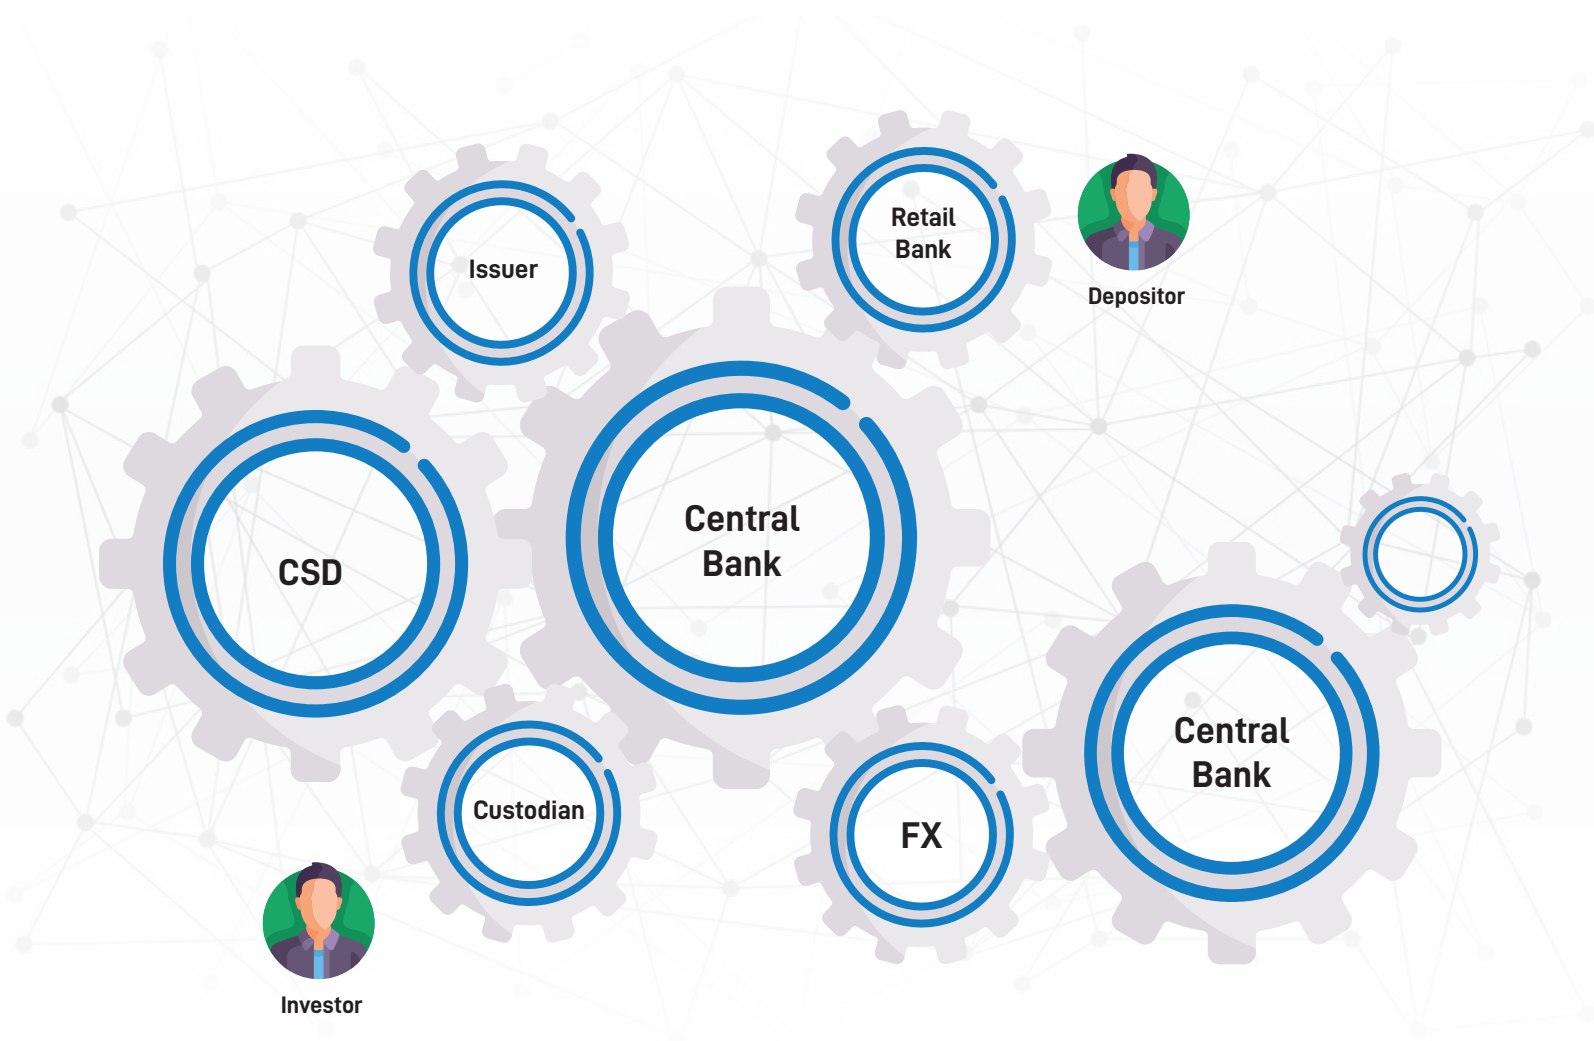 Retail
Bank
Issuer
Depositor
Central
Bank
CSD
Central
Bank
Custodian
FX
Investor